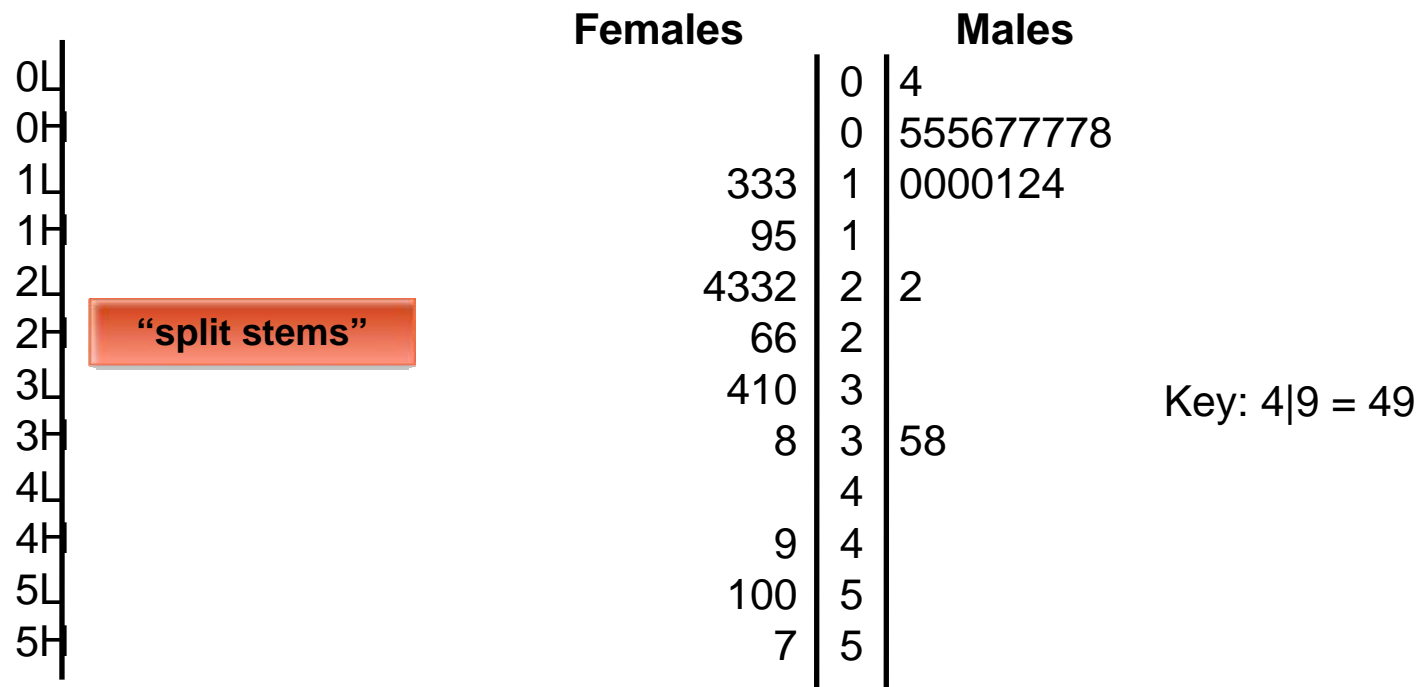 Females Males
0L 0 4
0H 0 555677778
1L 333 1 0000124
1H 95 1
2L 4332 2 2
2H “split stems” 66 2
3L 410 3
Key: 4|9 = 49
3H 8 3 58
4L 4
4H 9 4
5L 100 5
5H 7 5